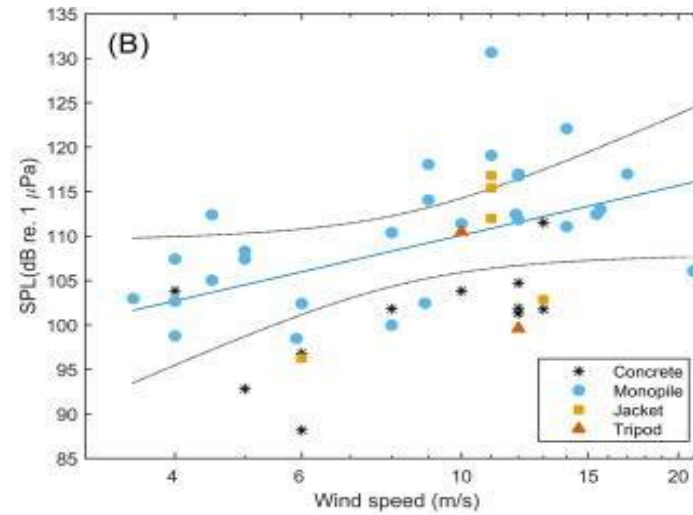 (B)
135
130
125
120
115
110
105
100
95
90
85
SPL(dB re. 1 μPa)
4
6
10
15
20
Wind speed (m/s)
Concrete
Monopile
Jacket
Tripod